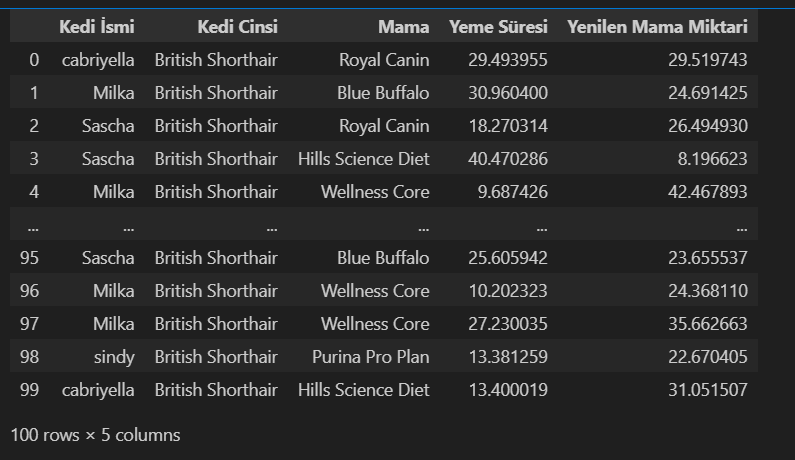 Kedi İsmi Kedi Cinsi Mama Yeme Süresi Yenilen Mama Miktari
0 cabriyella British Shorthair Royal Canin 29.493955 29.519743
1 Milka British Shorthair Blue Buffalo 30.960400 24.691425
2 Sascha British Shorthair Royal Canin 18.270314 26.494930
3 Sascha British Shorthair Hills Science Diet 40.470286 8.196623
4 Milka British Shorthair Wellness Core 9.687426 42.467893
... ... ... ... ... ...
95 Sascha British Shorthair Blue Buffalo 25.605942 23.655537
96 Milka British Shorthair Wellness Core 10.202323 24.368110
97 Milka British Shorthair Wellness Core 27.230035 35.662663
98 sindy British Shorthair Purina Pro Plan 13.381259 22.670405
99 cabriyella British Shorthair Hills Science Diet 13.400019 31.051507
100 rows × 5 columns